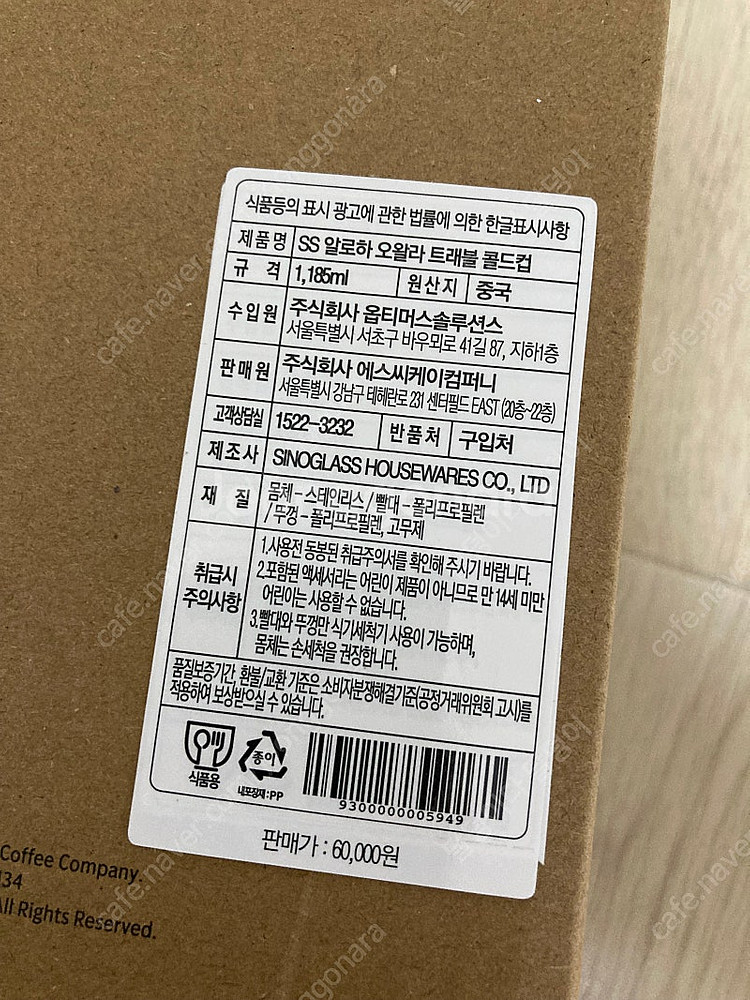 식품등의 표시 광고에 관한 법률에 의한 한글표시사항
제품명 SS 알로하 오왈라 트래블 콜드컵
규 격 1,185ml 원산지 중국
수입원 주식회사 옵티머스솔루션스
서울특별시 서초구 바우뫼로 41길 87, 지하1층
판매원 주식회사 에스씨케이컴퍼니
서울특별시 강남구 테헤란로 231 센터필드 EAST (20층~22층)
고객상담실 1522-3232 반품처 구입처
제조사 SINOGLASS HOUSEWARES CO., LTD
재 질 몸체 - 스테인리스 / 빨대 - 폴리프로필렌
/ 뚜껑 - 폴리프로필렌, 고무제
취급시
주의사항
1.사용전 동봉된 취급주의서를 확인해 주시기 바랍니다.
2.포함된 액세서리는 어린이 제품이 아니므로 만 14세 미만
어린이는 사용할 수 없습니다.
3.빨대와 뚜껑만 식기세척기 사용이 가능하며,
몸체는 손세척을 권장합니다.
품질보증기간 환불/교환 기준은 소비자분쟁해결기준(공정거래위원회 고시)를
적용하여 보상받으실 수 있습니다.
식품용
종이
내포장재:PP
9300000005949
판매가 : 60,000원
Coffee Company.
34
All Rights Reserved.
cafe.naver